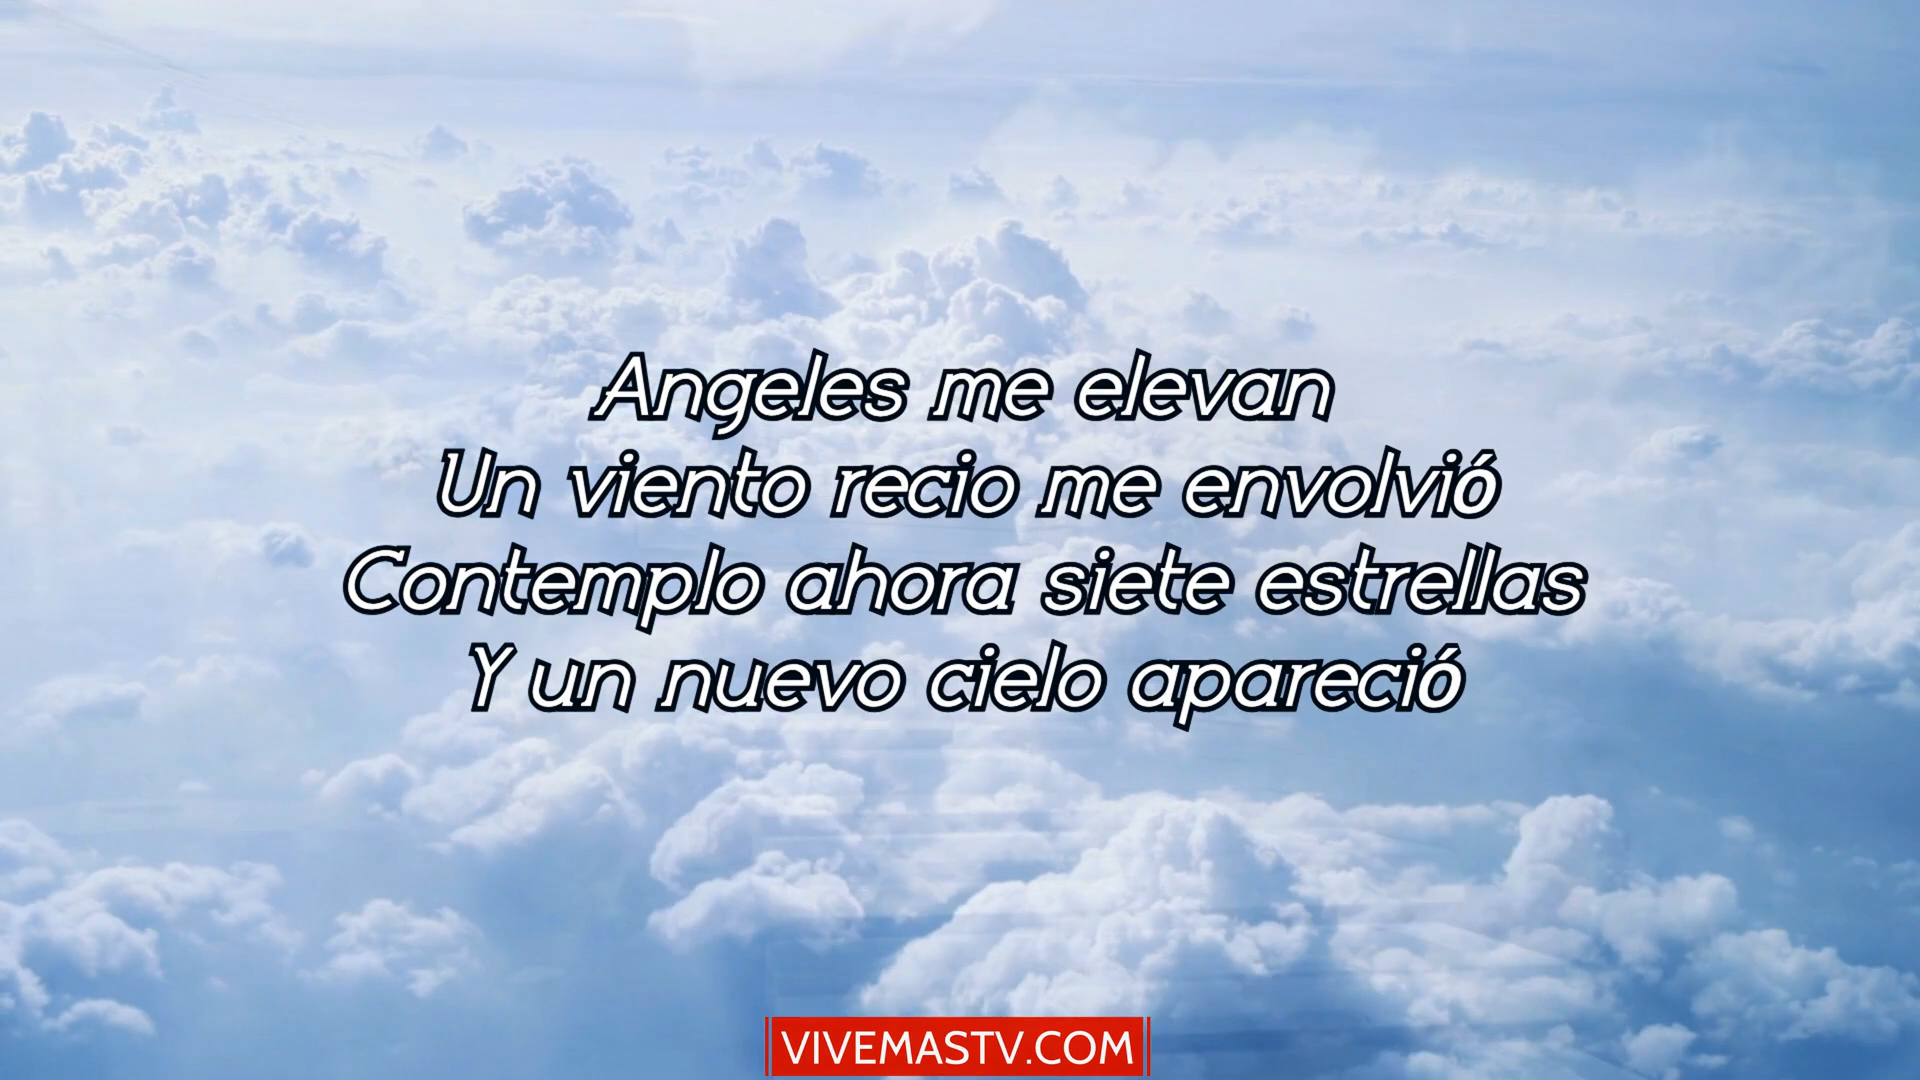 Angeles me elevan
Un viento recio me envolvió
Contemplo ahora siete estrellas
Y un nuevo cielo apareció
VIVEMASTV.COM